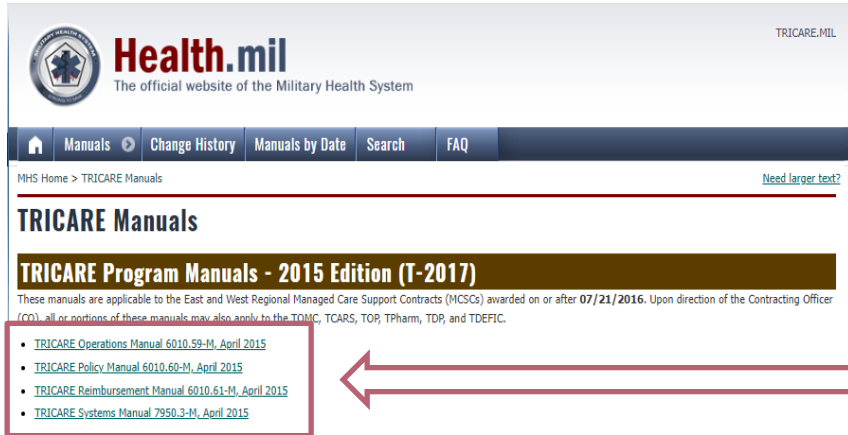 TRICARE.MIL
Health.mil
The official website of the Military Health System
Manuals
Change History
Manuals by Date
Search
FAQ
MHS Home > TRICARE Manuals
Need larger text?
TRICARE Manuals
TRICARE Program Manuals - 2015 Edition (T-2017)
These manuals are applicable to the East and West Regional Managed Care Support Contracts (MCSCs) awarded on or after 07/21/2016. Upon direction of the Contracting Officer
(CO), all or portions of these manuals may also apply to the TOMC, TCARS, TOP, TPharm, TDP, and TDEFIC.
• TRICARE Operations Manual 6010.59-M, April 2015
• TRICARE Policy Manual 6010.60-M, April 2015
• TRICARE Reimbursement Manual 6010.61-M, April 2015
• TRICARE Systems Manual 7950.3-M, April 2015